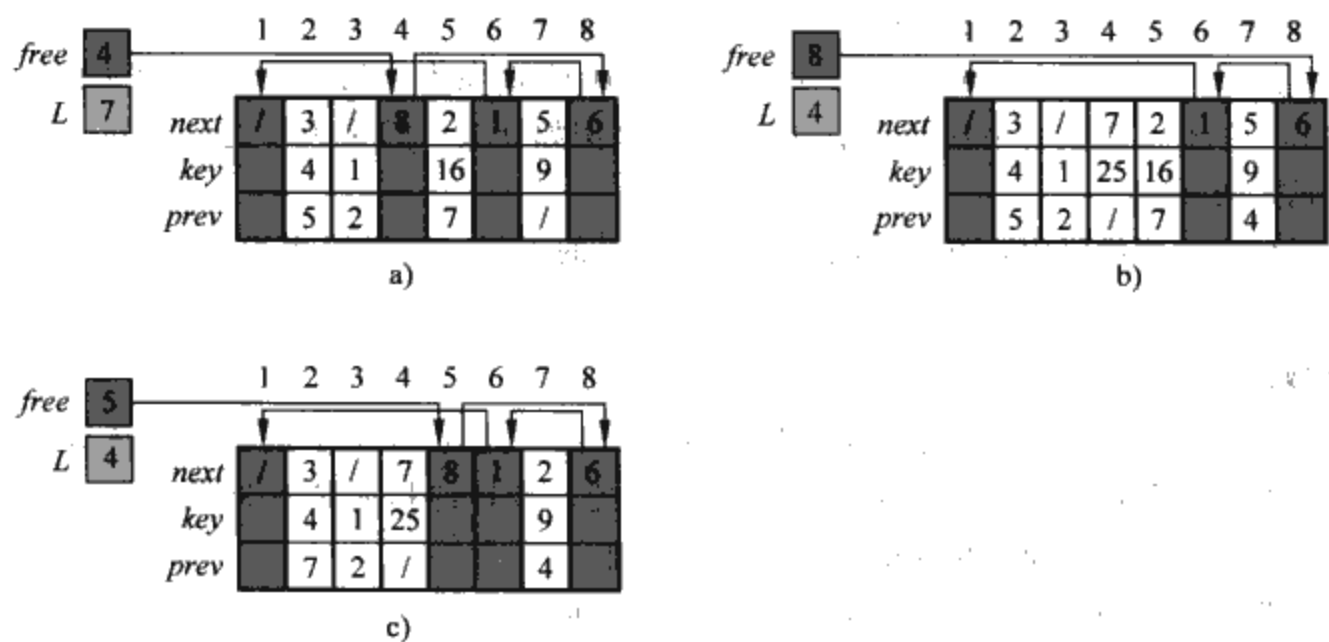 1 2 3 4 5 6 7 8
free 4
L 7
next / 3 / 8 2 1 5 6
key 4 1 16 9
prev 5 2 7 /
a)
1 2 3 4 5 6 7 8
free 8
L 4
next / 3 / 7 2 1 5 6
key 4 1 25 16 9
prev 5 2 / 7 4
b)
1 2 3 4 5 6 7 8
free 5
L 4
next / 3 / 7 8 1 2 6
key 4 1 25 9
prev 7 2 / 4
c)